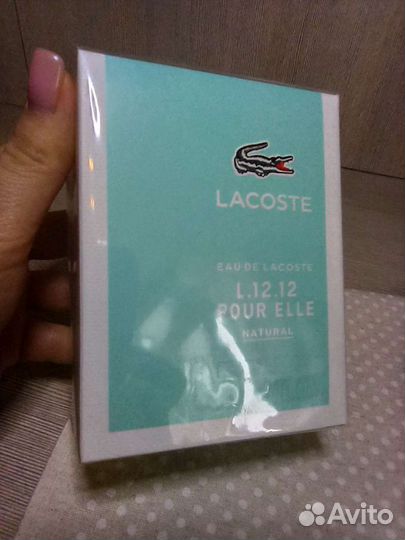 LACOSTE
EAU DE LACOSTE
L.12.12
POUR ELLE
NATURAL
Avito